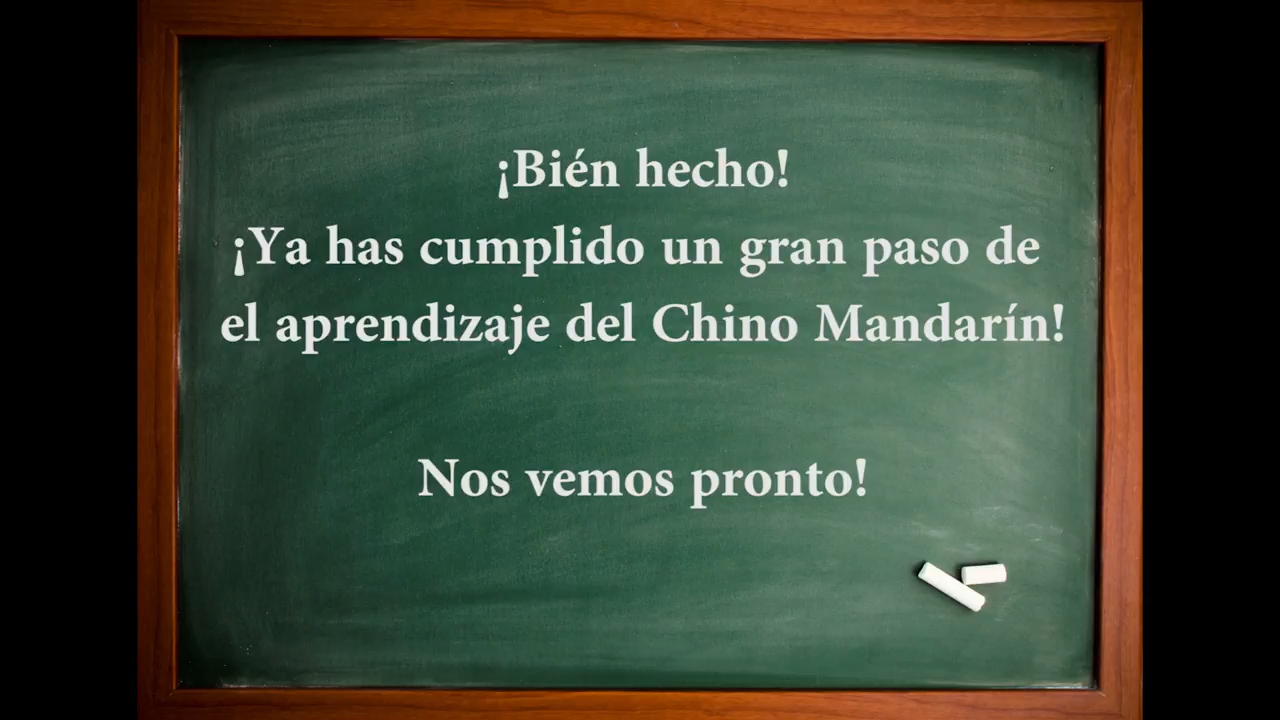 ¡Bién hecho!
¡Ya has cumplido un gran paso de
el aprendizaje del Chino Mandarín!
Nos vemos pronto!